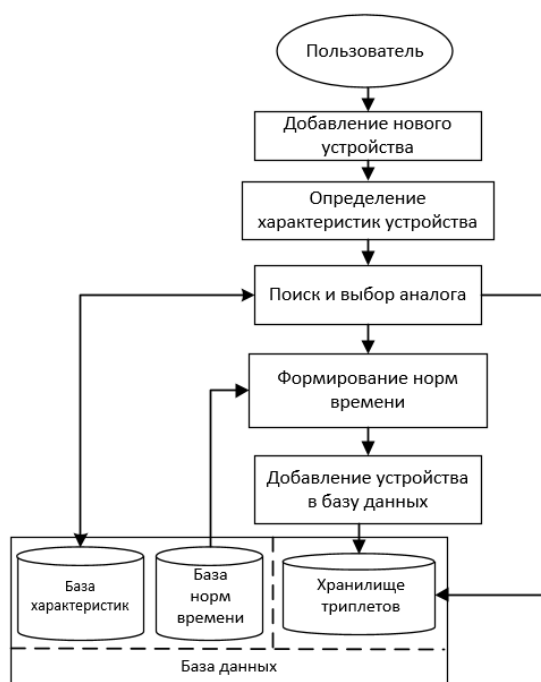 Пользователь
Добавление нового
устройства
Определение
характеристик устройства
Поиск и выбор аналога
Формирование норм
времени
Добавление устройства
в базу данных
База
характеристик
База
норм
времени
Хранилище
триплетов
База данных